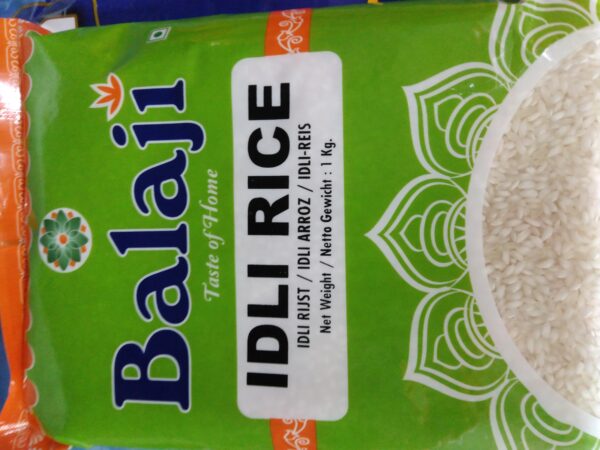 Balaji
Taste of Home
IDLI RICE
IDLI RIJST / IDLI ARROZ / IDLI-REIS
Net Weight / Netto Gewicht : 1 Kg.